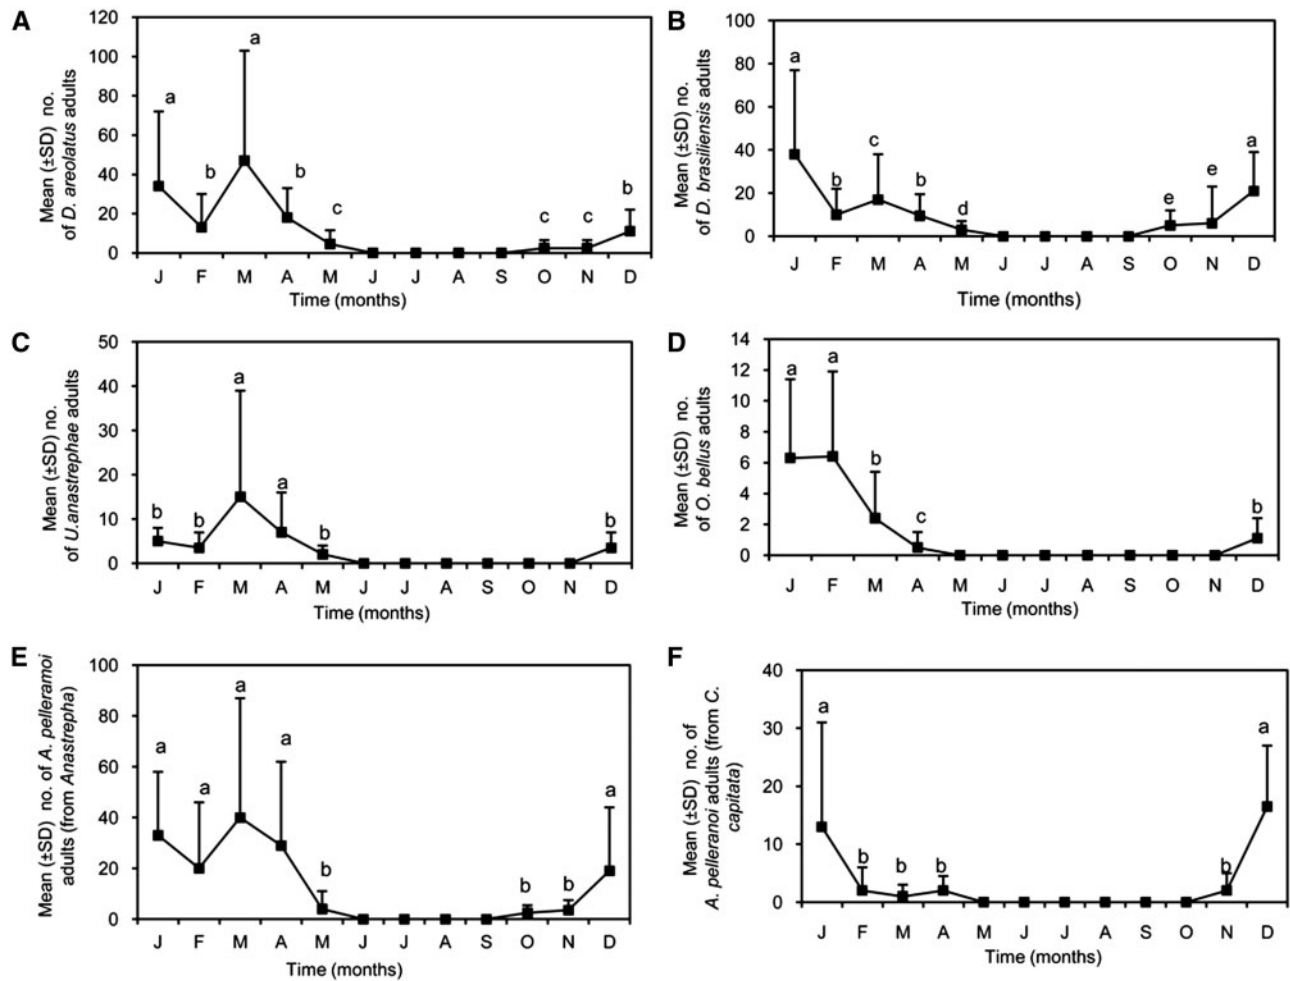 A
Mean (±SD) no.
of D. areolatus adults
120
100
80
60
40
20
0
a
b
a
b
c
c
c
b
J F M A M J J A S O N D
Time (months)
B
Mean (±SD) no.
of D. brasiliensis adults
100
80
60
40
20
0
a
b
c
b
d
e
e
a
J F M A M J J A S O N D
Time (months)
C
Mean (±SD) no.
of U.anastrephae adults
50
40
30
20
10
0
b
b
a
a
b
b
J F M A M J J A S O N D
Time (months)
D
Mean (±SD) no.
of O. bellus adults
14
12
10
8
6
4
2
0
a
a
b
c
b
J F M A M J J A S O N D
Time (months)
E
Mean (±SD) no. of A. pelleramoi
adults (from Anastrepha)
100
80
60
40
20
0
a
a
a
a
b
b
b
a
J F M A M J J A S O N D
Time (months)
F
Mean (±SD) no. of
A. pelleranoi adults (from C.
capitata)
40
30
20
10
0
a
b
b
b
b
a
J F M A M J J A S O N D
Time (months)